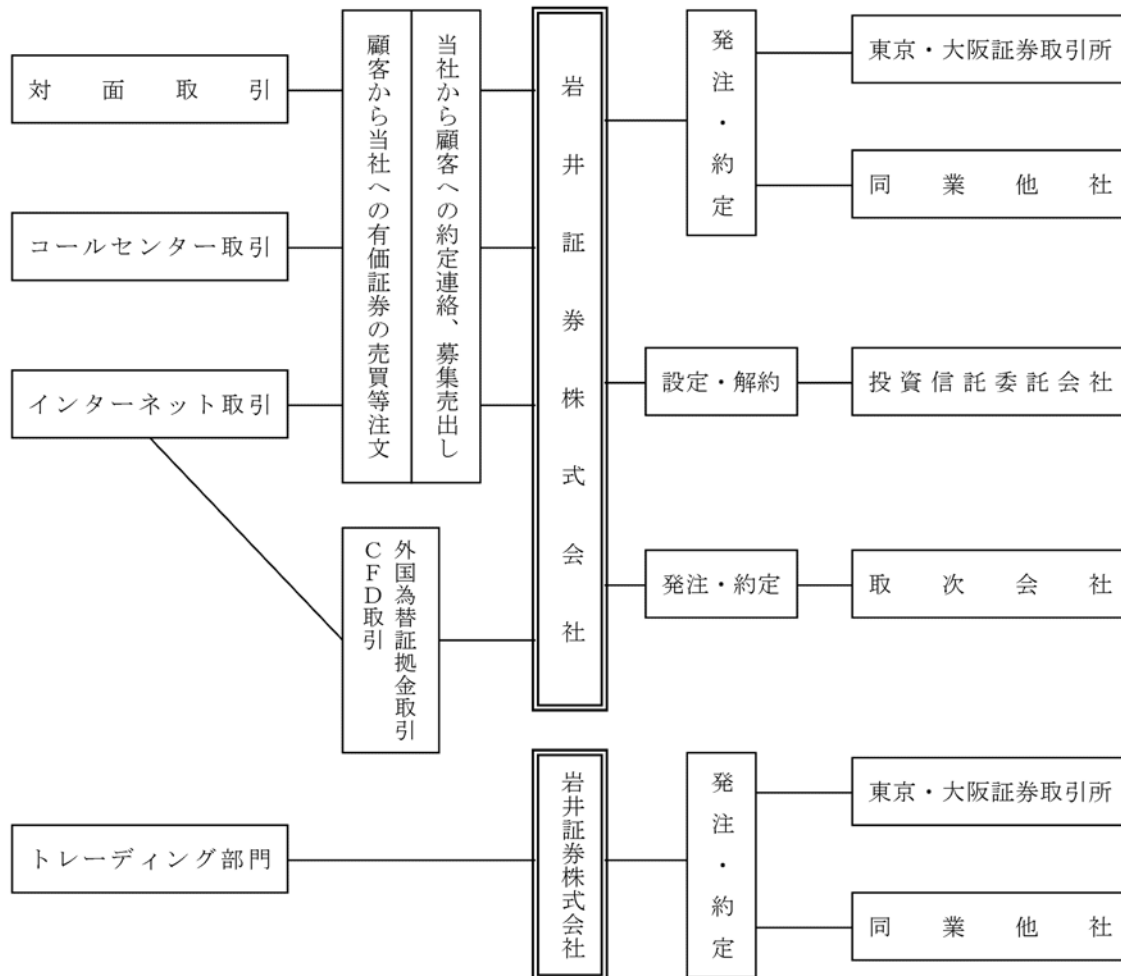 対面取引
コールセンター取引
インターネット取引
顧客から当社への有価証券の売買等注文
当社から顧客への約定連絡、募集売出し
外国為替証拠金取引
CFD取引
岩井証券株式会社
発注・約定
東京・大阪証券取引所
同業他社
設定・解約
投資信託委託会社
発注・約定
取次会社
トレーディング部門
岩井証券株式会社
発注・約定
東京・大阪証券取引所
同業他社